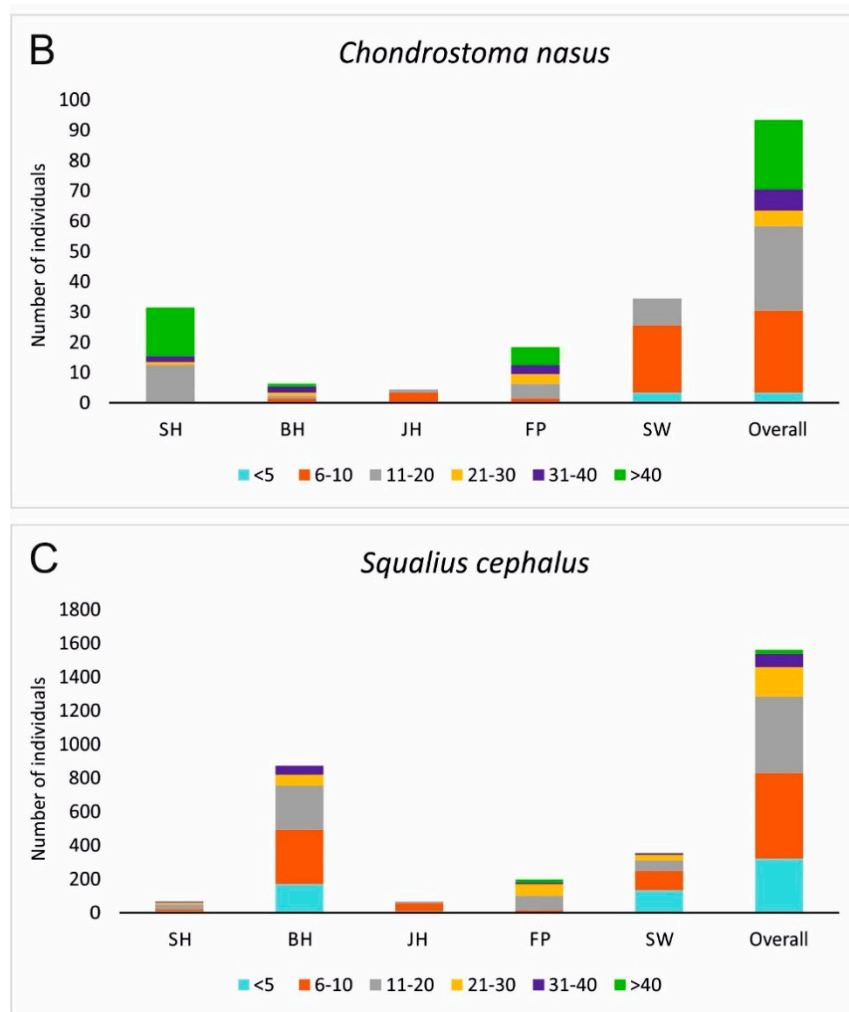 B
Chondrostoma nasus
Number of individuals
100
90
80
70
60
50
40
30
20
10
0
SH BH JH FP SW Overall
<5 6-10 11-20 21-30 31-40 >40
C
Squalius cephalus
Number of individuals
1800
1600
1400
1200
1000
800
600
400
200
0
SH BH JH FP SW Overall
<5 6-10 11-20 21-30 31-40 >40